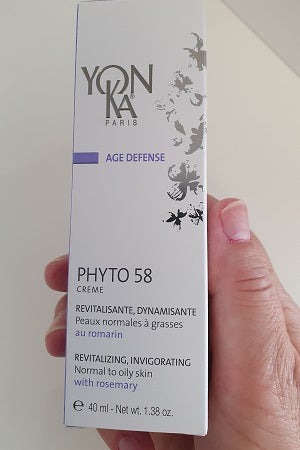 YON
KA®
PARIS
AGE DEFENSE
PHYTO 58
CREME
REVITALISANTE, DYNAMISANTE
Peaux normales à grasses
au romarin
REVITALIZING, INVIGORATING
Normal to oily skin
with rosemary
℮ 40 ml - Net wt. 1.38 oz.